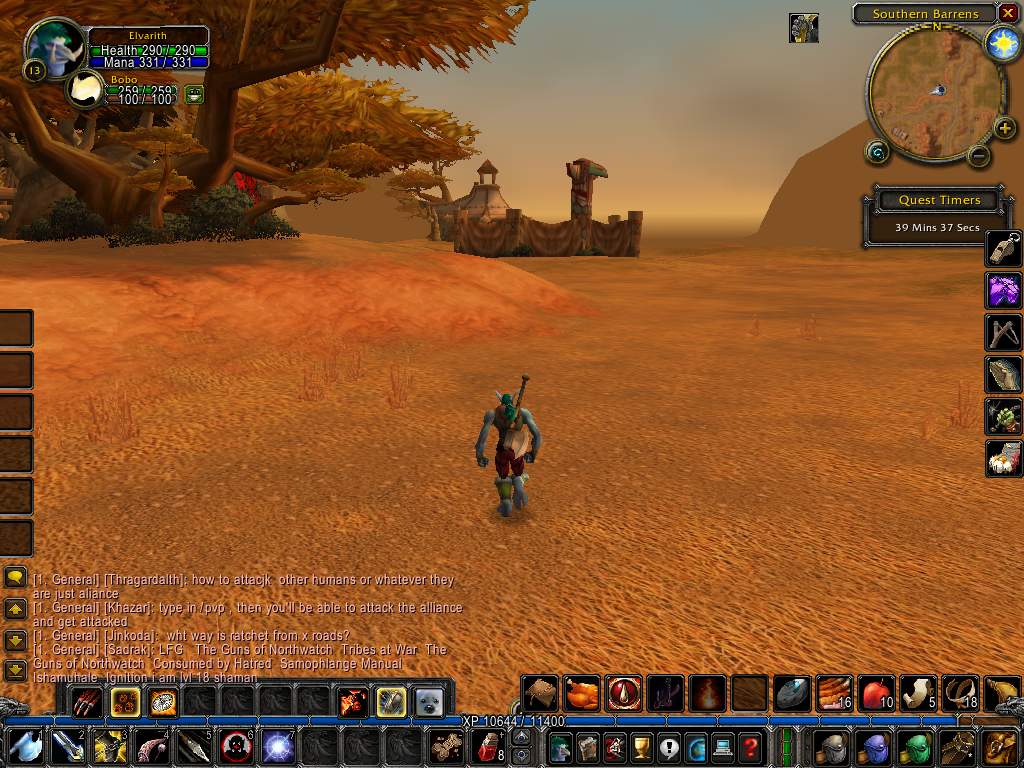 Elvarith
Health 290 / 290
Mana 331 / 331
13
Bobo
259 / 259
100 / 100
Southern Barrens
N
Quest Timers
39 Mins 37 Secs
[1. General] [Thragardalth]: how to attacjk other humans or whatever they
are just aliance
[1. General] [Khazar]: type in /pvp , then you'll be able to attack the alliance
and get attacked
[1. General] [Jinkoda]: wht way is ratchet from x roads?
[1. General] [Sadrak]: LFG The Guns of Northwatch Tribes at War The
Guns of Northwatch Consumed by Hatred Samophlange Manual
Ishamuhale Ignition i am lvl 18 shaman
16 10 5 18
XP 10644 / 11400
2 3 4 5 6
8